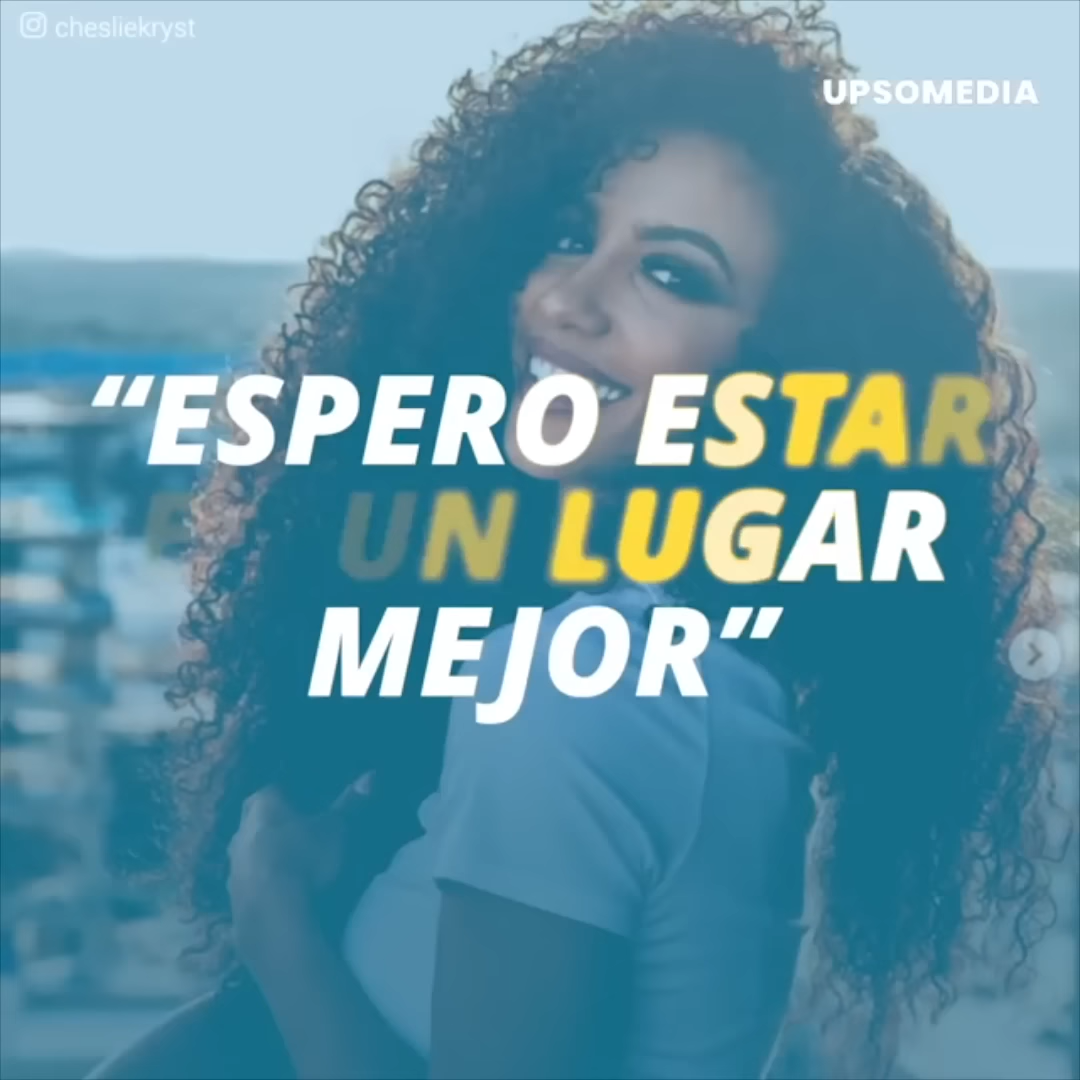 chesliekryst
UPSOMEDIA
“ESPERO ESTAR
UN LUGAR
MEJOR”